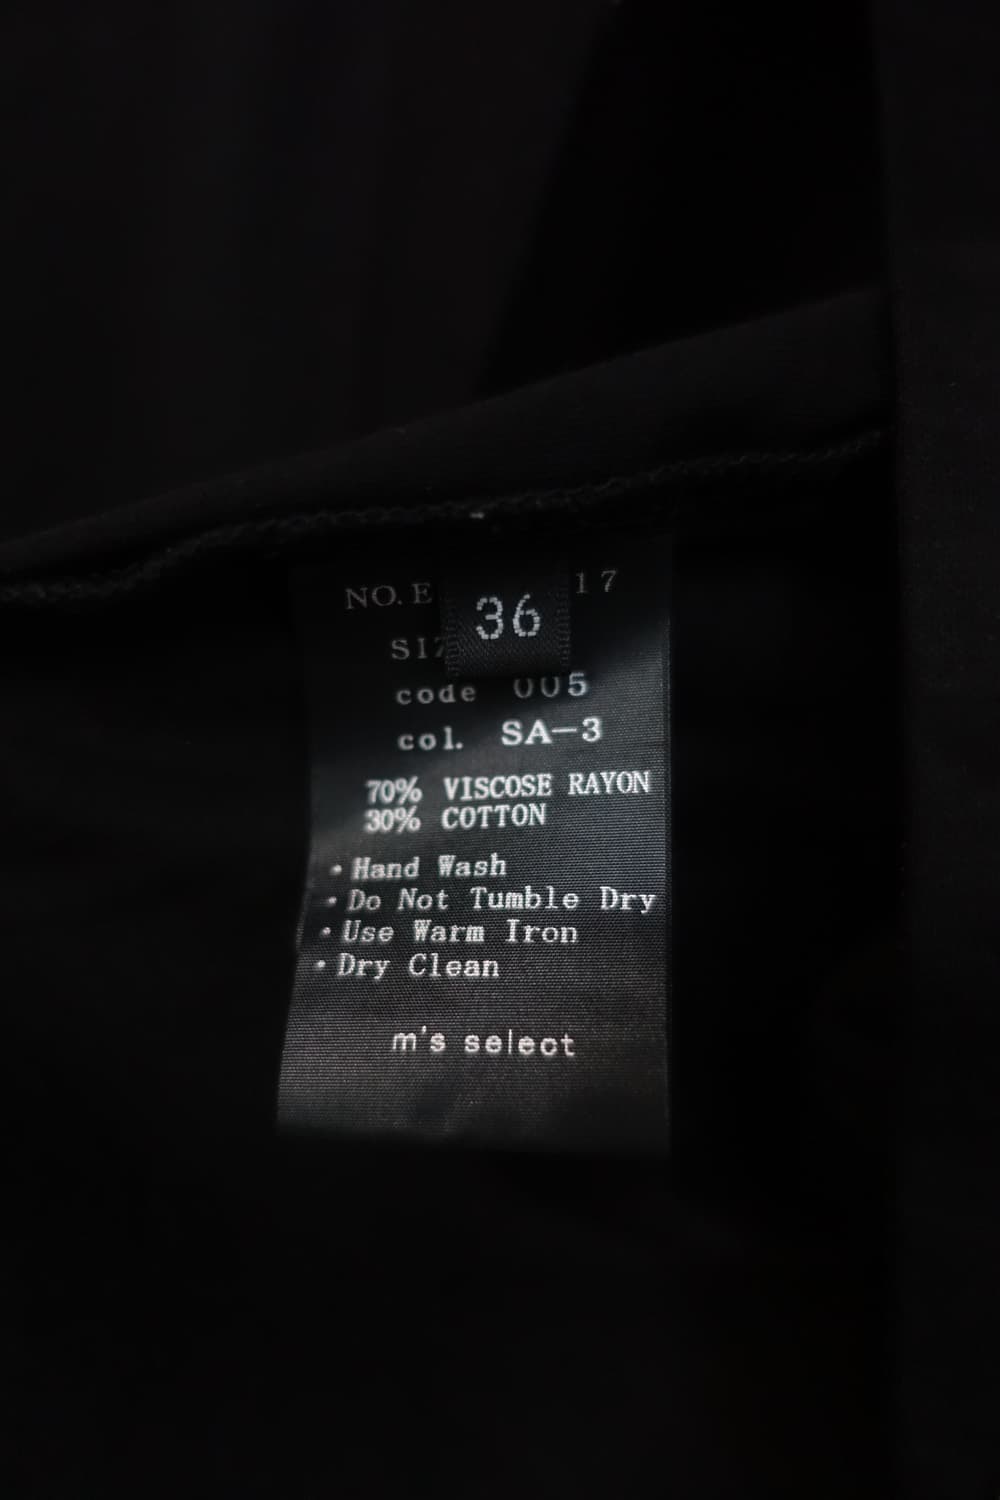 NO. E 17
36
code 005
col. SA-3
70% VISCOSE RAYON
30% COTTON
・Hand Wash
・Do Not Tumble Dry
・Use Warm Iron
・Dry Clean
m's select